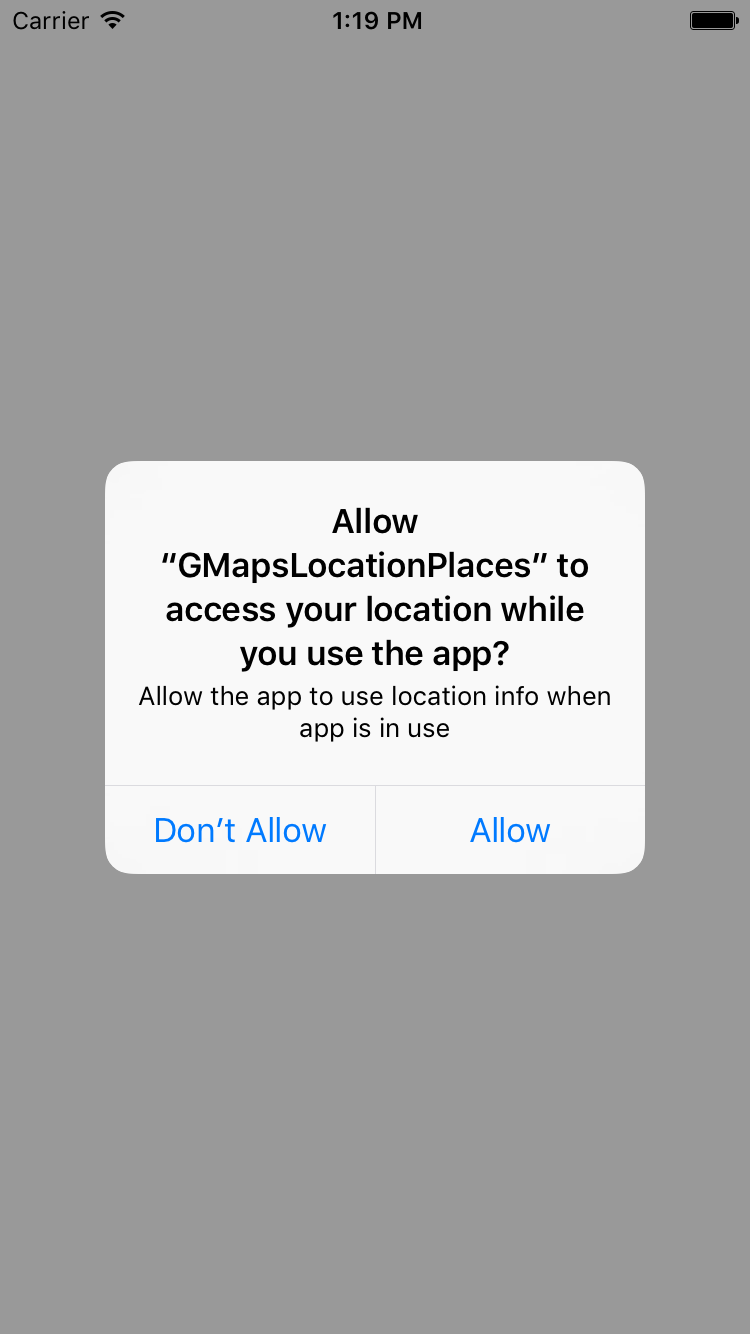 Carrier 1:19 PM
Allow
“GMapsLocationPlaces” to
access your location while
you use the app?
Allow the app to use location info when
app is in use
Don’t Allow Allow